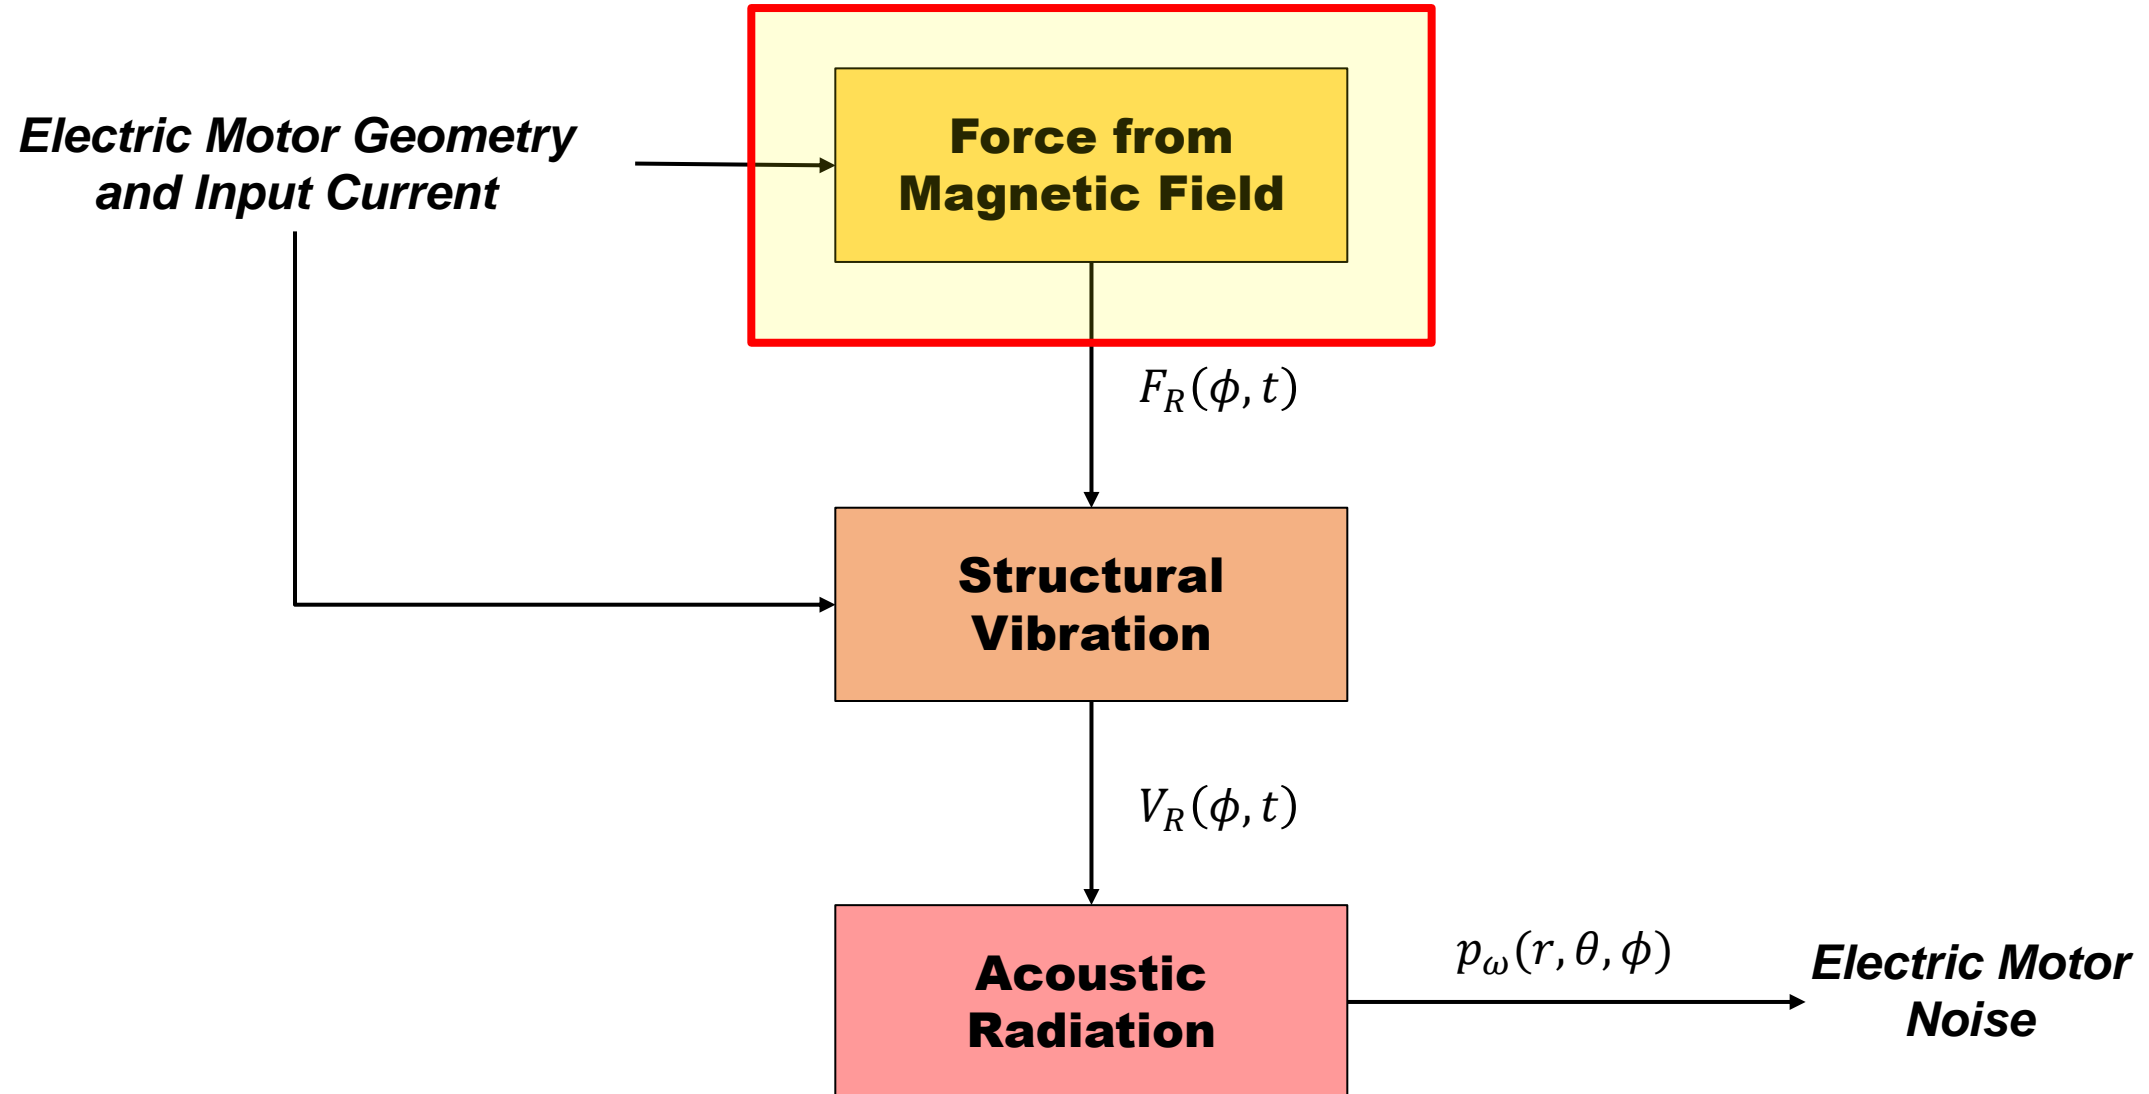 Electric Motor Geometry
and Input Current
Force from
Magnetic Field
F_R(ϕ, t)
Structural
Vibration
V_R(ϕ, t)
Acoustic
Radiation
p_ω(r, θ, ϕ)
Electric Motor
Noise